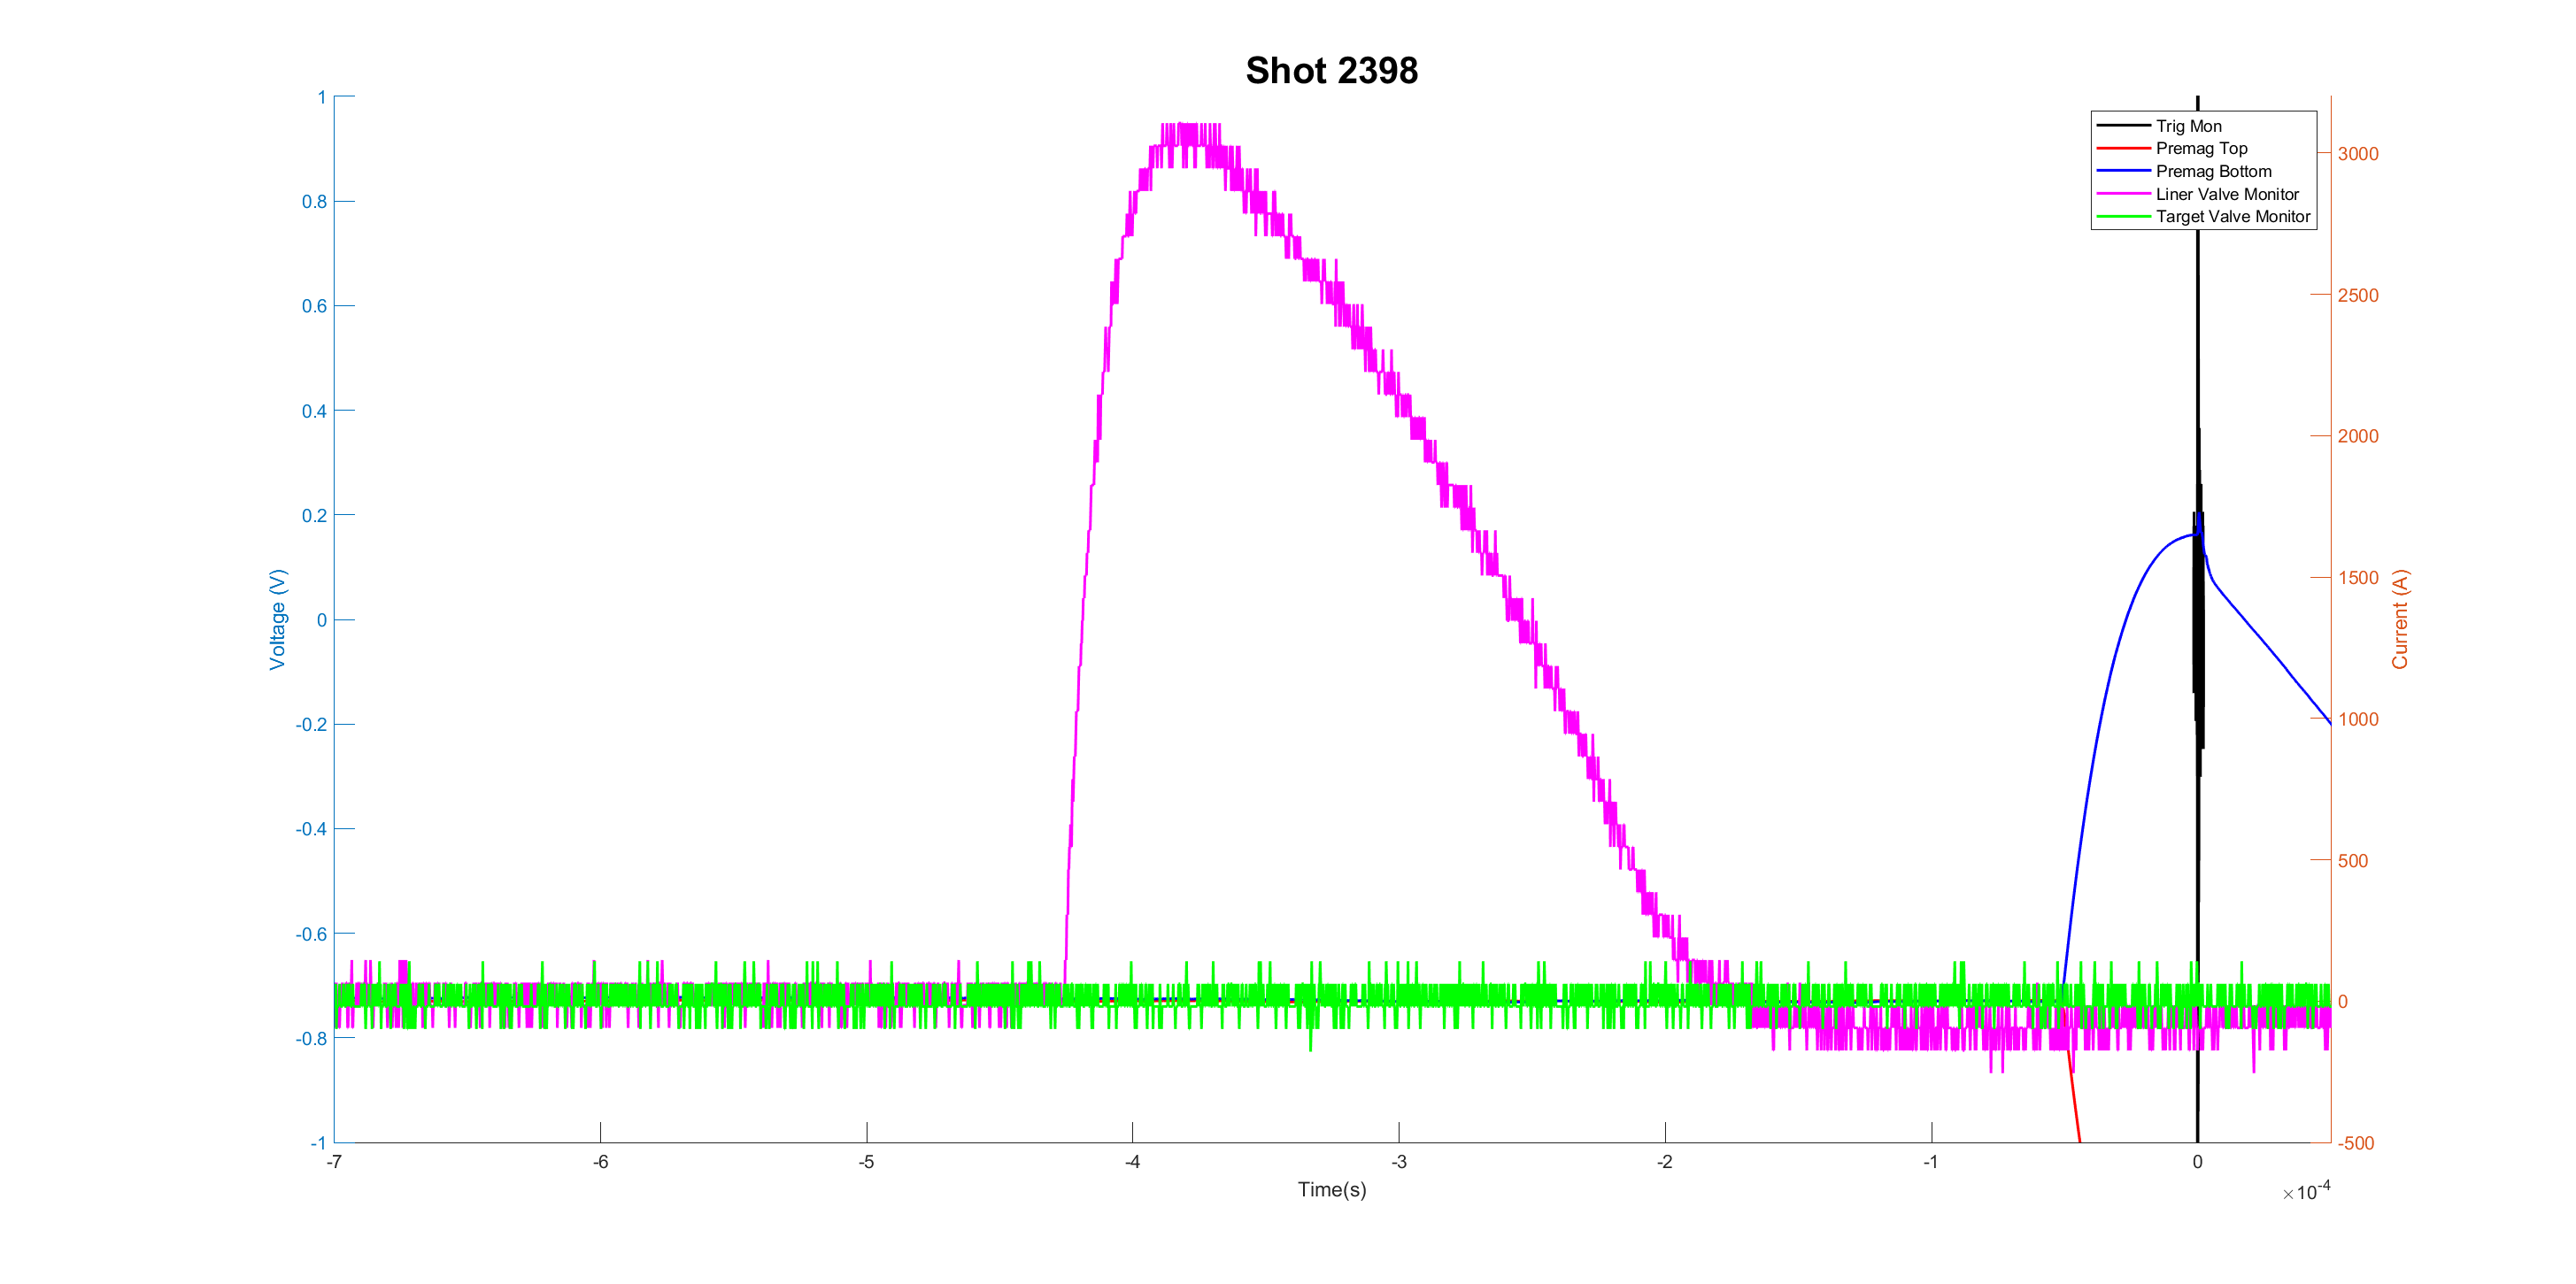 Shot 2398
1
0.8
0.6
0.4
0.2
0
-0.2
-0.4
-0.6
-0.8
-1
Voltage (V)
Trig Mon
Premag Top
Premag Bottom
Liner Valve Monitor
Target Valve Monitor
3000
2500
2000
1500
1000
500
0
-500
Current (A)
-7 -6 -5 -4 -3 -2 -1 0
Time(s)
×10-4